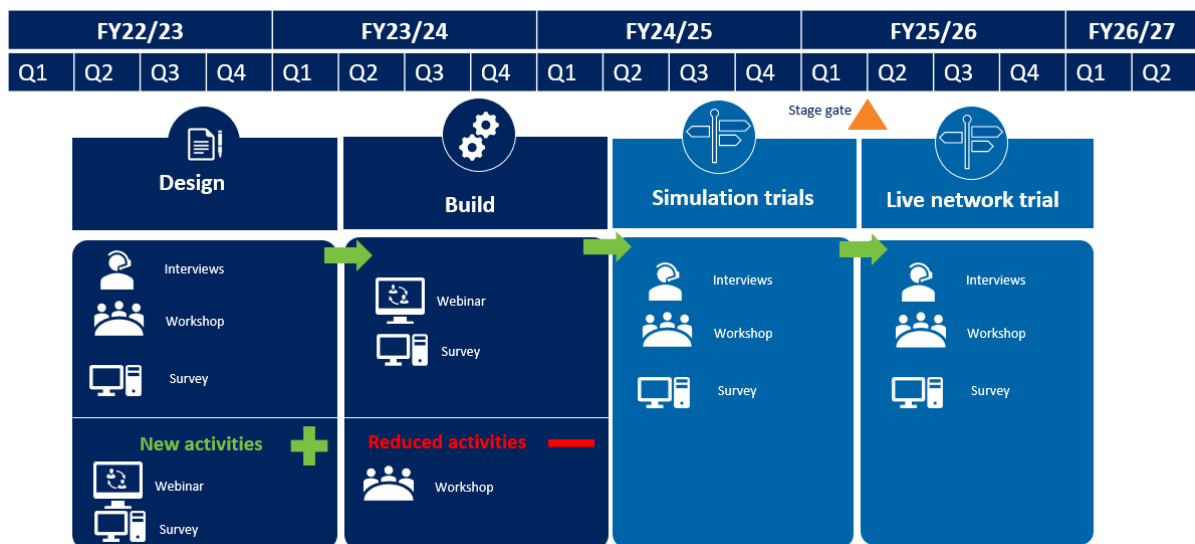 FY22/23 FY23/24 FY24/25 FY25/26 FY26/27
Q1 Q2 Q3 Q4 Q1 Q2 Q3 Q4 Q1 Q2 Q3 Q4 Q1 Q2 Q3 Q4 Q1 Q2
Stage gate
Design
Build
Simulation trials
Live network trial
Interviews
Workshop
Survey
New activities
Webinar
Survey
Webinar
Survey
Reduced activities
Workshop
Interviews
Workshop
Survey
Interviews
Workshop
Survey